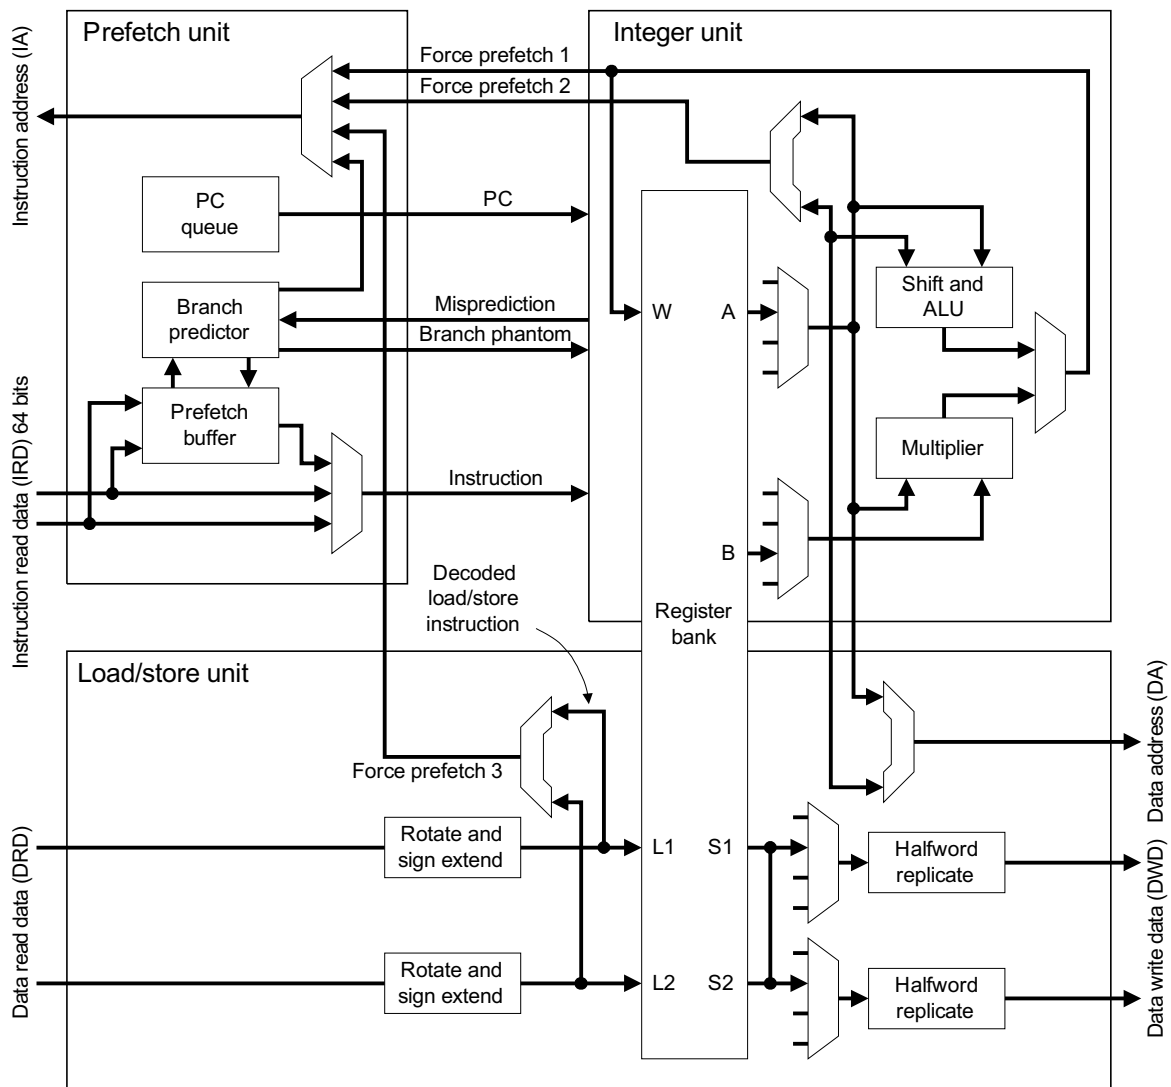 Prefetch unit
Integer unit
Instruction address (IA)
Force prefetch 1
Force prefetch 2
PC
queue
PC
Shift and
ALU
Branch
predictor
Misprediction
Branch phantom
W
A
Instruction read data (IRD) 64 bits
Prefetch
buffer
Multiplier
Instruction
B
Decoded
load/store
instruction
Register
bank
Load/store unit
Data address (DA)
Force prefetch 3
Data read data (DRD)
Rotate and
sign extend
L1
S1
Halfword
replicate
Data write data (DWD)
Rotate and
sign extend
L2
S2
Halfword
replicate